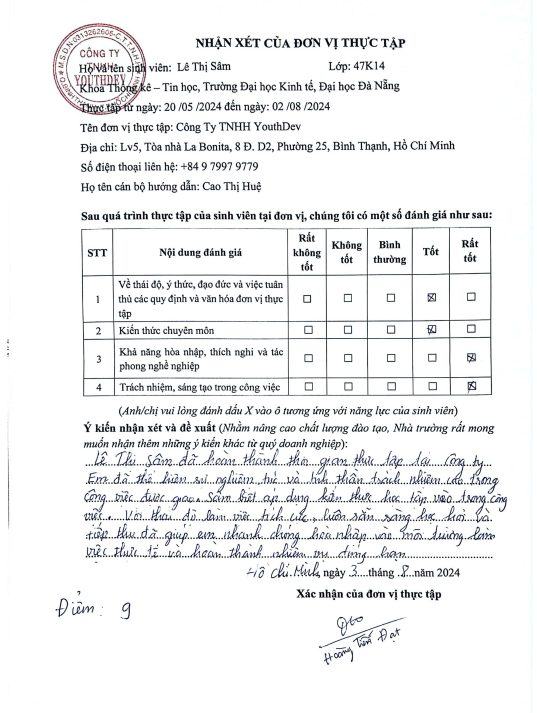 NHẬN XÉT CỦA ĐƠN VỊ THỰC TẬP
M.S.D.N:0313262605-C.T.T.N.H.H
CÔNG TY
TNHH
YOUTHDEV
Họ và tên sinh viên: Lê Thị Sâm Lớp: 47K14
Khoa Thống kê – Tin học, Trường Đại học Kinh tế, Đại học Đà Nẵng
Thực tập từ ngày: 20 /05 /2024 đến ngày: 02 /08 /2024
Tên đơn vị thực tập: Công Ty TNHH YouthDev
Địa chỉ: Lv5, Tòa nhà La Bonita, 8 Đ. D2, Phường 25, Bình Thạnh, Hồ Chí Minh
Số điện thoại liên hệ: +84 9 7997 9779
Họ tên cán bộ hướng dẫn: Cao Thị Huệ
Sau quá trình thực tập của sinh viên tại đơn vị, chúng tôi có một số đánh giá như sau:
STT Nội dung đánh giá Rất không tốt Không tốt Bình thường Tốt Rất tốt
1 Về thái độ, ý thức, đạo đức và việc tuân thủ các quy định và văn hóa đơn vị thực tập ☐ ☐ ☐ ☒ ☐
2 Kiến thức chuyên môn ☐ ☐ ☐ ☒ ☐
3 Khả năng hòa nhập, thích nghi và tác phong nghề nghiệp ☐ ☐ ☐ ☐ ☒
4 Trách nhiệm, sáng tạo trong công việc ☐ ☐ ☐ ☐ ☒
(Anh/chị vui lòng đánh dấu X vào ô tương ứng với năng lực của sinh viên)
Ý kiến nhận xét và đề xuất (Nhằm nâng cao chất lượng đào tạo, Nhà trường rất mong
muốn nhận thêm những ý kiến khác từ quý doanh nghiệp):
Lê Thị Sâm đã hoàn thành thời gian thực tập tại công ty.
Em đã thể hiện sự nghiêm túc và tinh thần trách nhiệm cao trong
công việc được giao. Sâm biết áp dụng kiến thức học tập vào trong công
việc. Với thái độ làm việc tích cực, luôn sẵn sàng học hỏi và
tiếp thu đã giúp em nhanh chóng hòa nhập vào môi trường làm
việc thực tế và hoàn thành nhiệm vụ đúng hạn
Hồ Chí Minh, ngày 3 tháng 8 năm 2024
Xác nhận của đơn vị thực tập
Điểm: 9
Hoàng Tiến Đạt